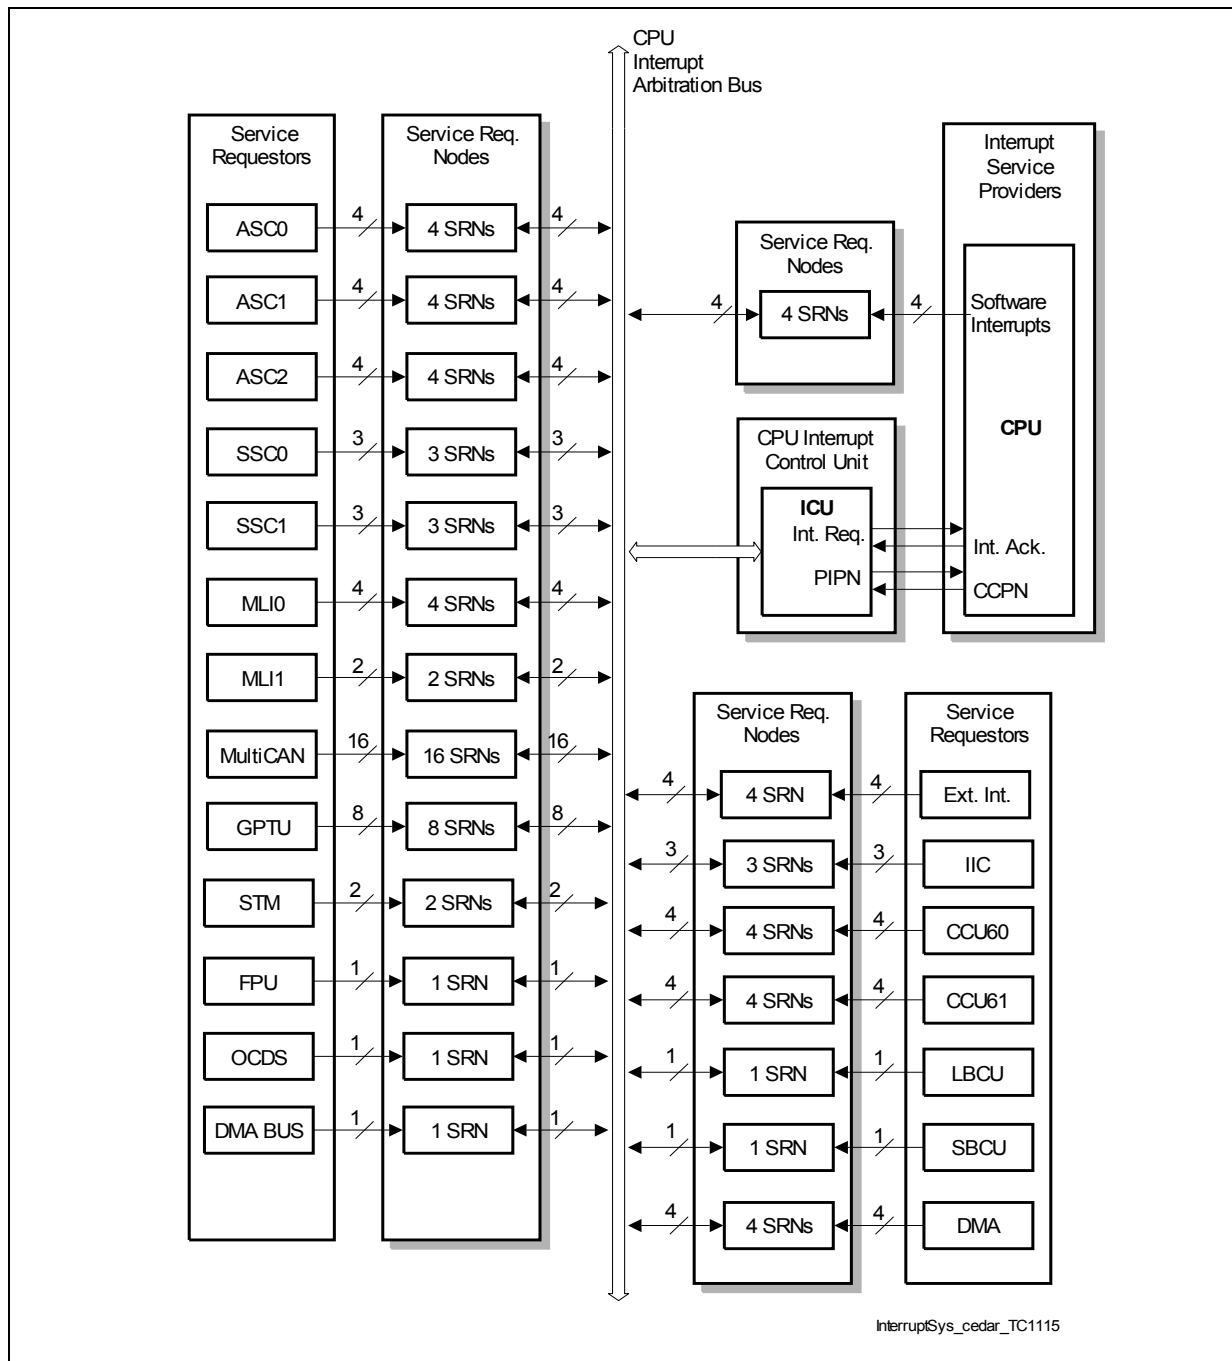 CPU
Interrupt
Arbitration Bus
Service
Requestors
Service Req.
Nodes
ASC0
4
4 SRNs
4
ASC1
4
4 SRNs
4
ASC2
4
4 SRNs
4
SSC0
3
3 SRNs
3
SSC1
3
3 SRNs
3
MLI0
4
4 SRNs
4
MLI1
2
2 SRNs
2
MultiCAN
16
16 SRNs
16
GPTU
8
8 SRNs
8
STM
2
2 SRNs
2
FPU
1
1 SRN
1
OCDS
1
1 SRN
1
DMA BUS
1
1 SRN
1
Interrupt
Service
Providers
Service Req.
Nodes
4
4 SRNs
4
Software
Interrupts
CPU
CPU Interrupt
Control Unit
ICU
Int. Req.
Int. Ack.
PIPN
CCPN
Service Req.
Nodes
Service
Requestors
4
4 SRN
4
Ext. Int.
3
3 SRNs
3
IIC
4
4 SRNs
4
CCU60
4
4 SRNs
4
CCU61
1
1 SRN
1
LBCU
1
1 SRN
1
SBCU
4
4 SRNs
4
DMA
InterruptSys_cedar_TC1115